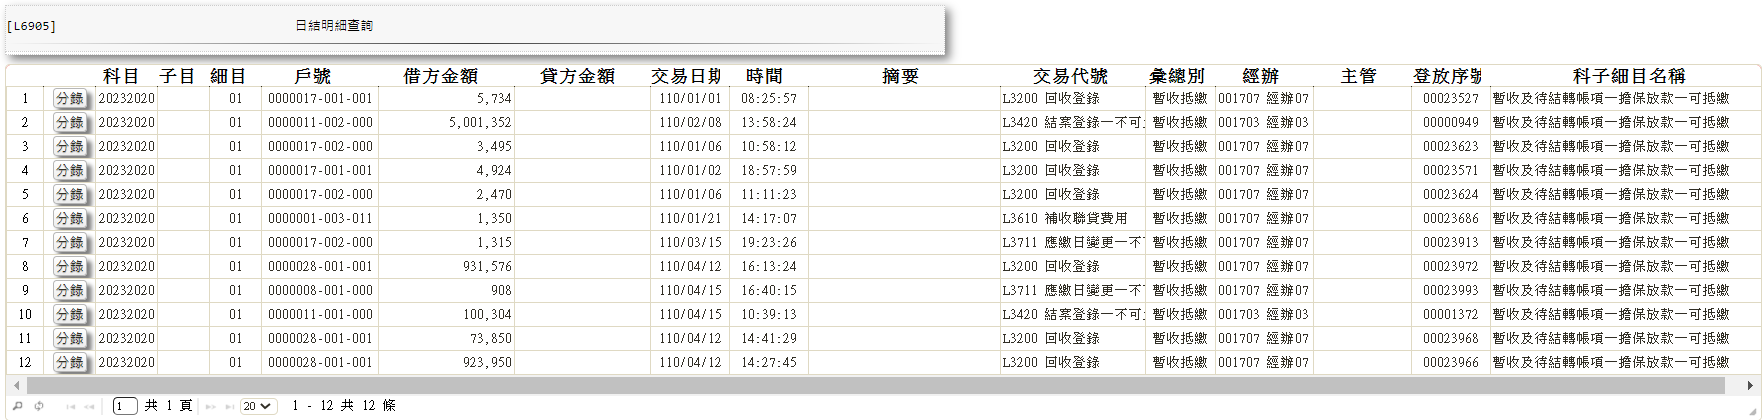 [L6905] 日結明細查詢
科目 子目 細目 戶號 借方金額 貸方金額 交易日期 時間 摘要 交易代號 彙總別 經辦 主管 登放序號 科子細目名稱
1 分錄 20232020 01 0000017-001-001 5,734 110/01/01 08:25:57 L3200 回收登錄 暫收抵繳 001707 經辦07 00023527 暫收及待結轉帳項－擔保放款－可抵繳
2 分錄 20232020 01 0000011-002-000 5,001,352 110/02/08 13:58:24 L3420 結案登錄－不可 暫收抵繳 001703 經辦03 00000949 暫收及待結轉帳項－擔保放款－可抵繳
3 分錄 20232020 01 0000017-002-000 3,495 110/01/06 10:58:12 L3200 回收登錄 暫收抵繳 001707 經辦07 00023623 暫收及待結轉帳項－擔保放款－可抵繳
4 分錄 20232020 01 0000017-001-001 4,924 110/01/02 18:57:59 L3200 回收登錄 暫收抵繳 001707 經辦07 00023571 暫收及待結轉帳項－擔保放款－可抵繳
5 分錄 20232020 01 0000017-002-000 2,470 110/01/06 11:11:23 L3200 回收登錄 暫收抵繳 001707 經辦07 00023624 暫收及待結轉帳項－擔保放款－可抵繳
6 分錄 20232020 01 0000001-003-011 1,350 110/01/21 14:17:07 L3610 補收聯貸費用 暫收抵繳 001707 經辦07 00023686 暫收及待結轉帳項－擔保放款－可抵繳
7 分錄 20232020 01 0000017-002-000 1,315 110/03/15 19:23:26 L3711 應繳日變更－不 暫收抵繳 001707 經辦07 00023913 暫收及待結轉帳項－擔保放款－可抵繳
8 分錄 20232020 01 0000028-001-001 931,576 110/04/12 16:13:24 L3200 回收登錄 暫收抵繳 001707 經辦07 00023972 暫收及待結轉帳項－擔保放款－可抵繳
9 分錄 20232020 01 0000008-001-000 908 110/04/15 16:40:15 L3711 應繳日變更－不 暫收抵繳 001707 經辦07 00023993 暫收及待結轉帳項－擔保放款－可抵繳
10 分錄 20232020 01 0000011-001-000 100,304 110/04/15 10:39:13 L3420 結案登錄－不可 暫收抵繳 001703 經辦03 00001372 暫收及待結轉帳項－擔保放款－可抵繳
11 分錄 20232020 01 0000028-001-001 73,850 110/04/12 14:41:29 L3200 回收登錄 暫收抵繳 001707 經辦07 00023968 暫收及待結轉帳項－擔保放款－可抵繳
12 分錄 20232020 01 0000028-001-001 923,950 110/04/12 14:27:45 L3200 回收登錄 暫收抵繳 001707 經辦07 00023966 暫收及待結轉帳項－擔保放款－可抵繳
1 共 1 頁 20 1 - 12 共 12 條